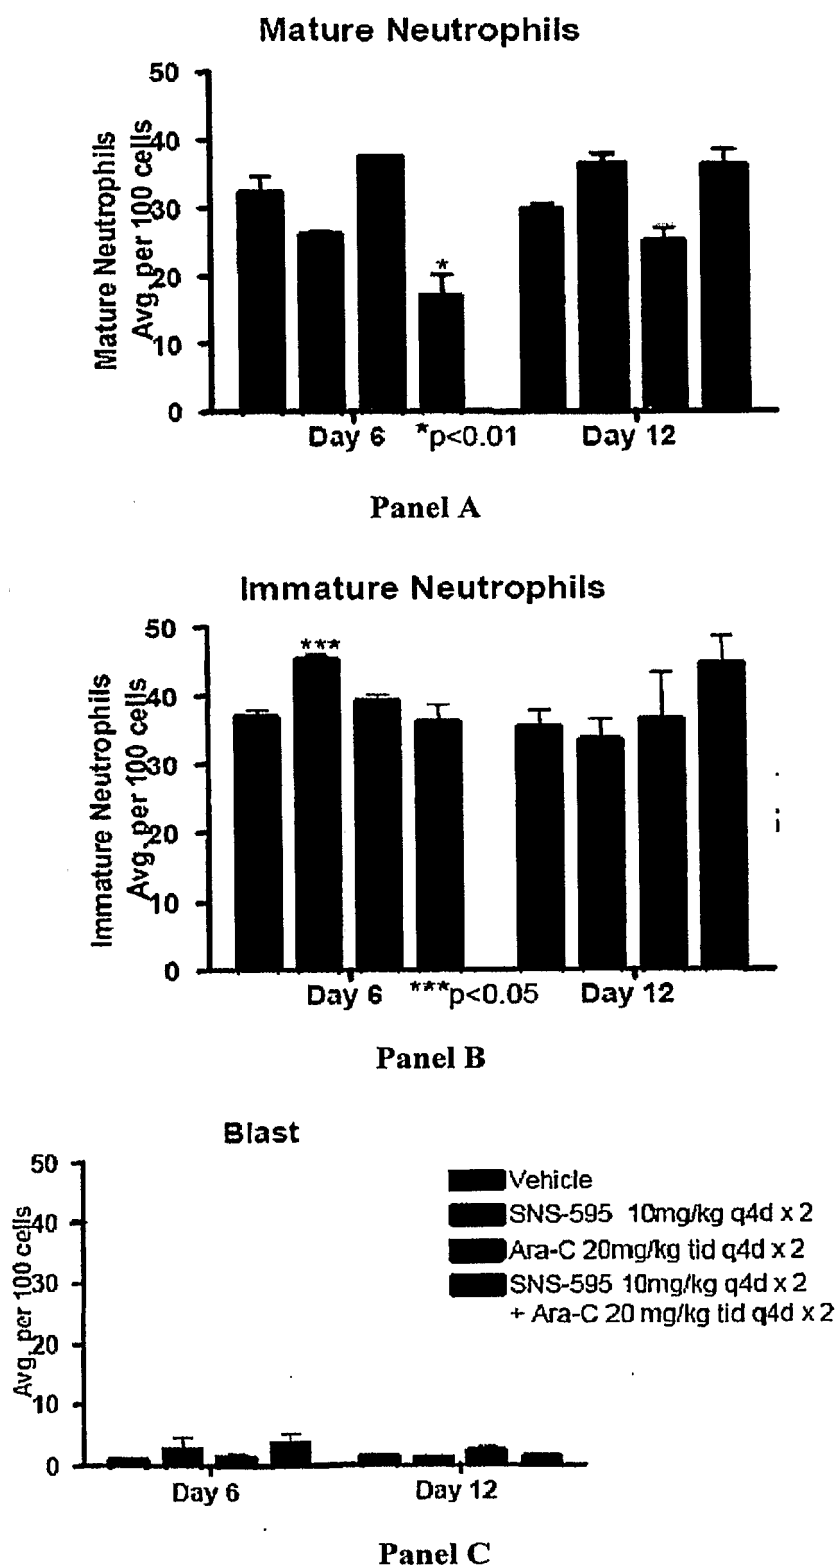 Mature Neutrophils
Mature Neutrophils
Avg. per 100 cells
50
40
30
20
10
0
*
Day 6 *p<0.01 Day 12
Panel A
Immature Neutrophils
Immature Neutrophils
Avg. per 100 cells
50
40
30
20
10
0
***
Day 6 ***p<0.05 Day 12
Panel B
Blast
Avg. per 100 cells
50
40
30
20
10
0
Vehicle
SNS-595 10mg/kg q4d x 2
Ara-C 20mg/kg tid q4d x 2
SNS-595 10mg/kg q4d x 2
+ Ara-C 20 mg/kg tid q4d x 2
Day 6 Day 12
Panel C